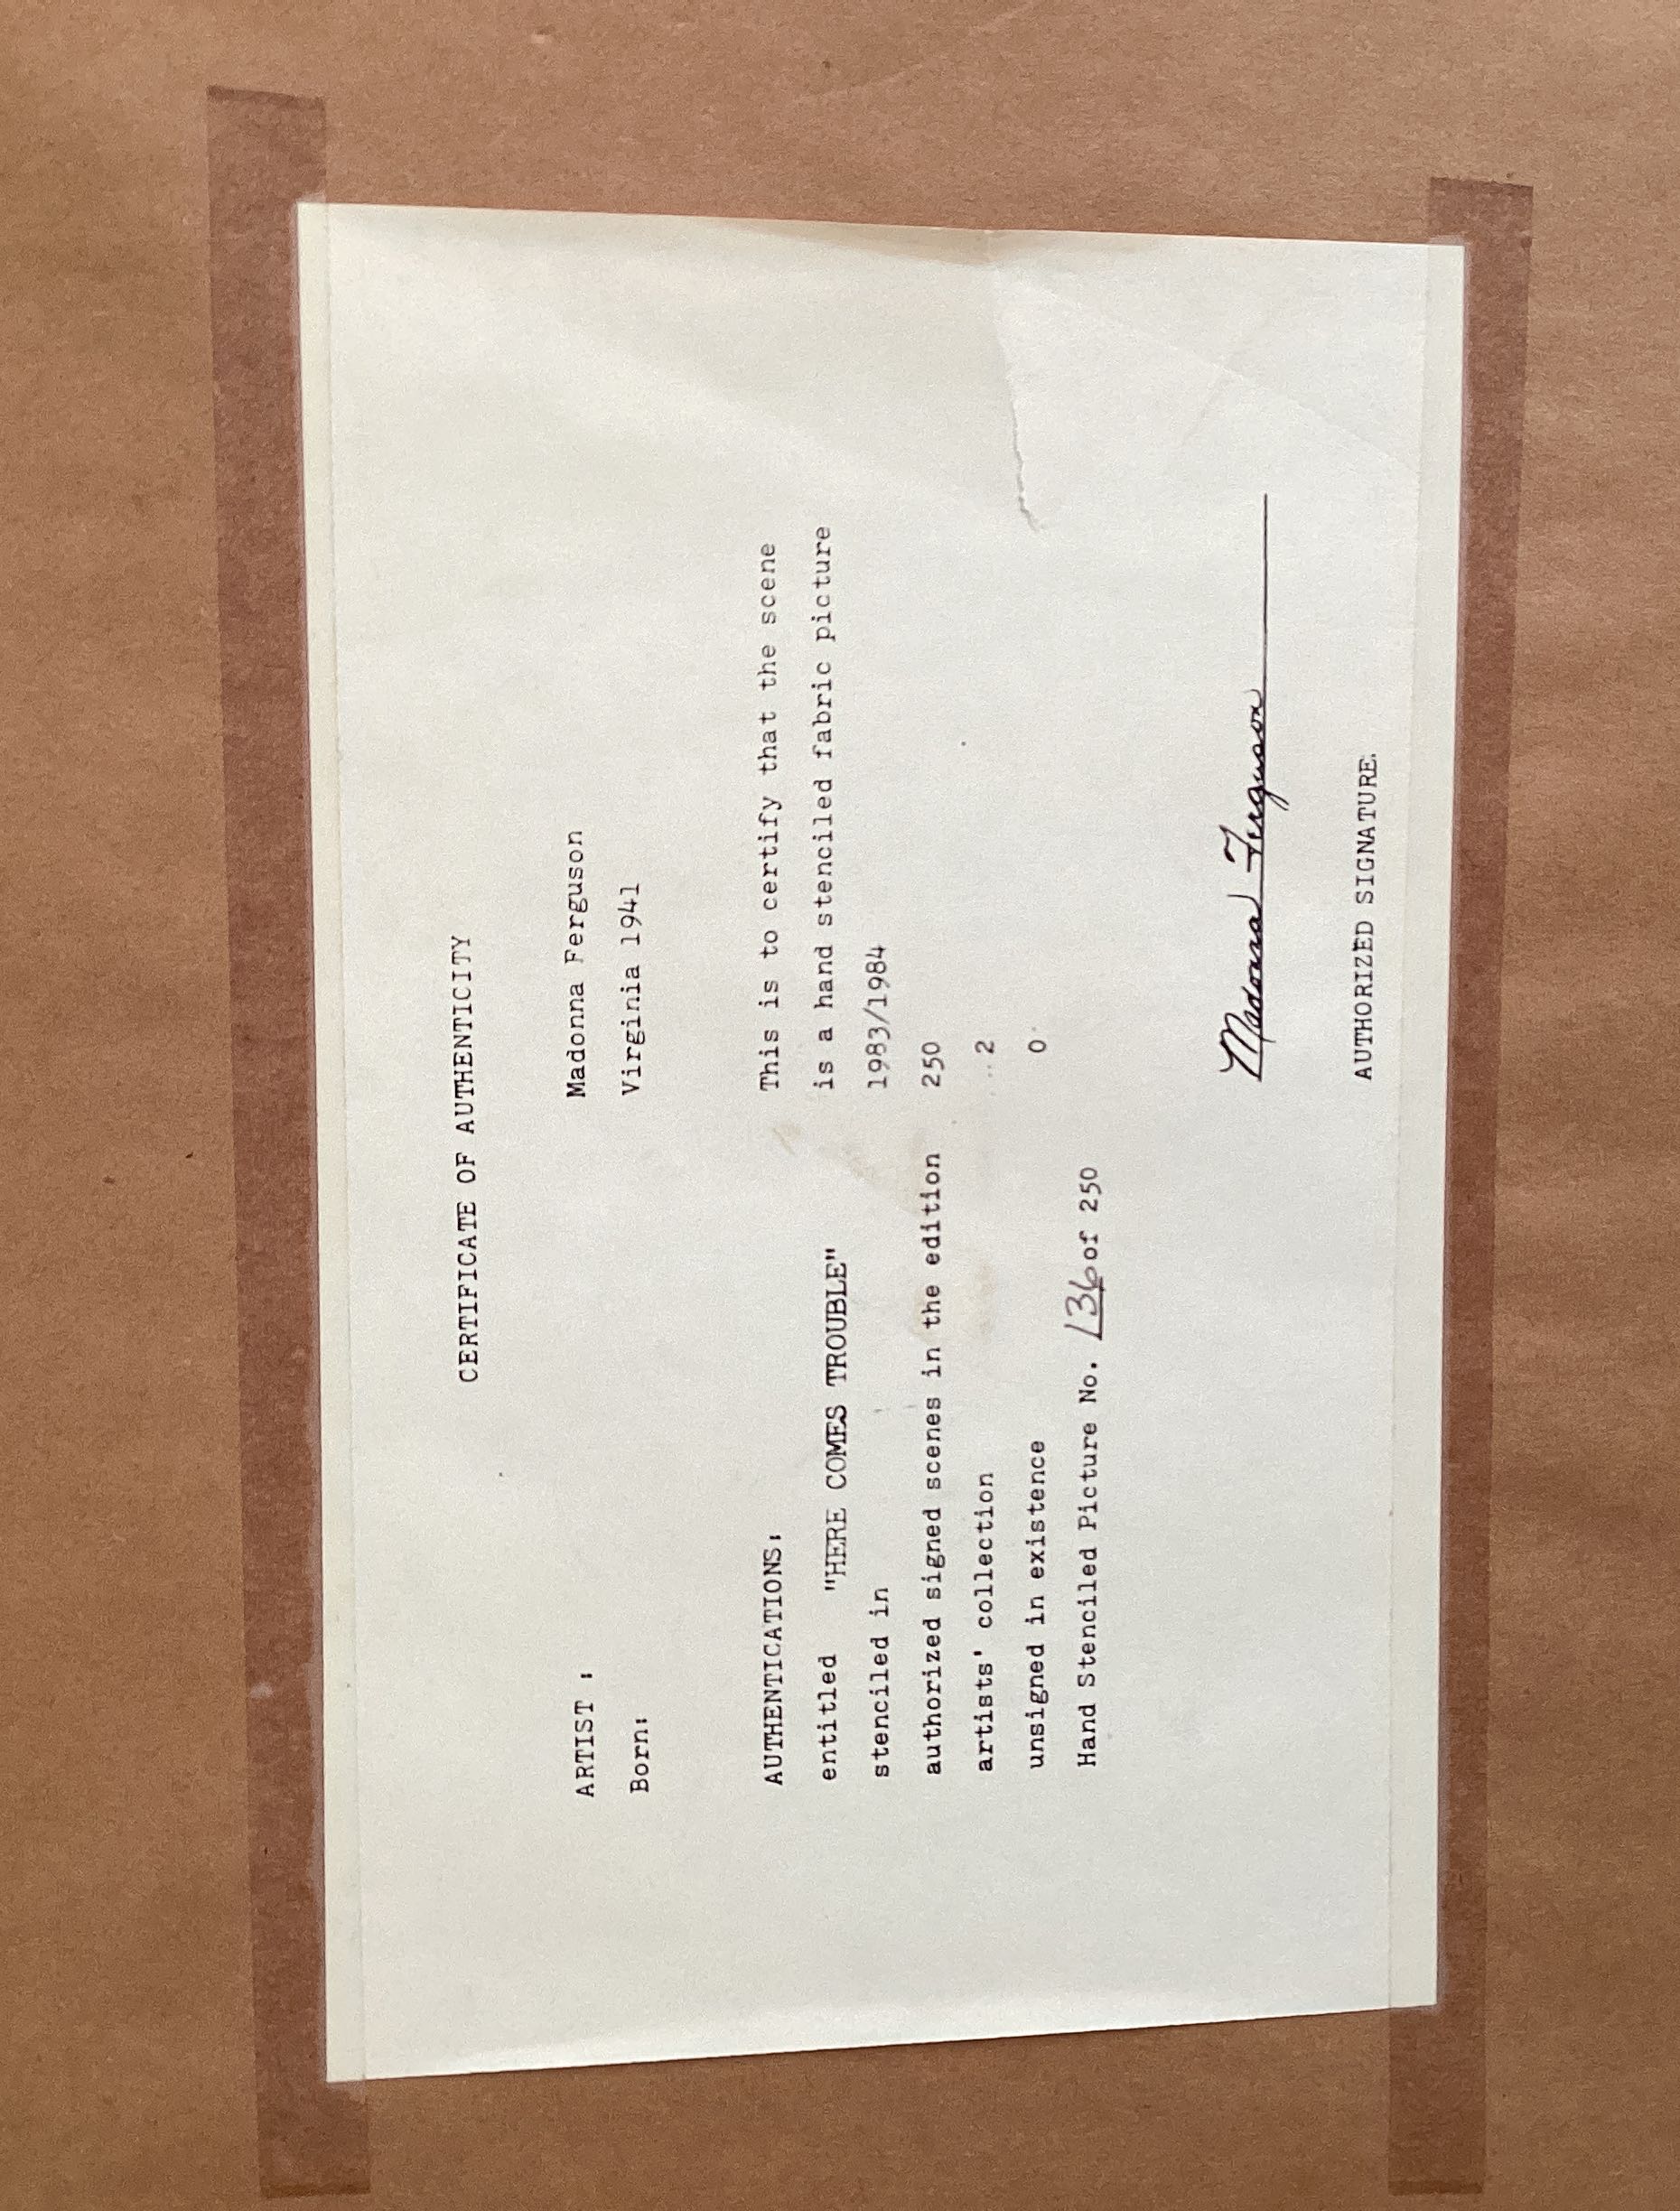 CERTIFICATE OF AUTHENTICITY
ARTIST : Madonna Ferguson
Born: Virginia 1941
AUTHENTICATIONS: This is to certify that the scene
entitled "HERE COMES TROUBLE" is a hand stenciled fabric picture
stenciled in 1983/1984
authorized signed scenes in the edition 250
artists' collection 2
unsigned in existence 0
Hand Stenciled Picture No. 136 of 250
Madonna Ferguson
AUTHORIZED SIGNATURE